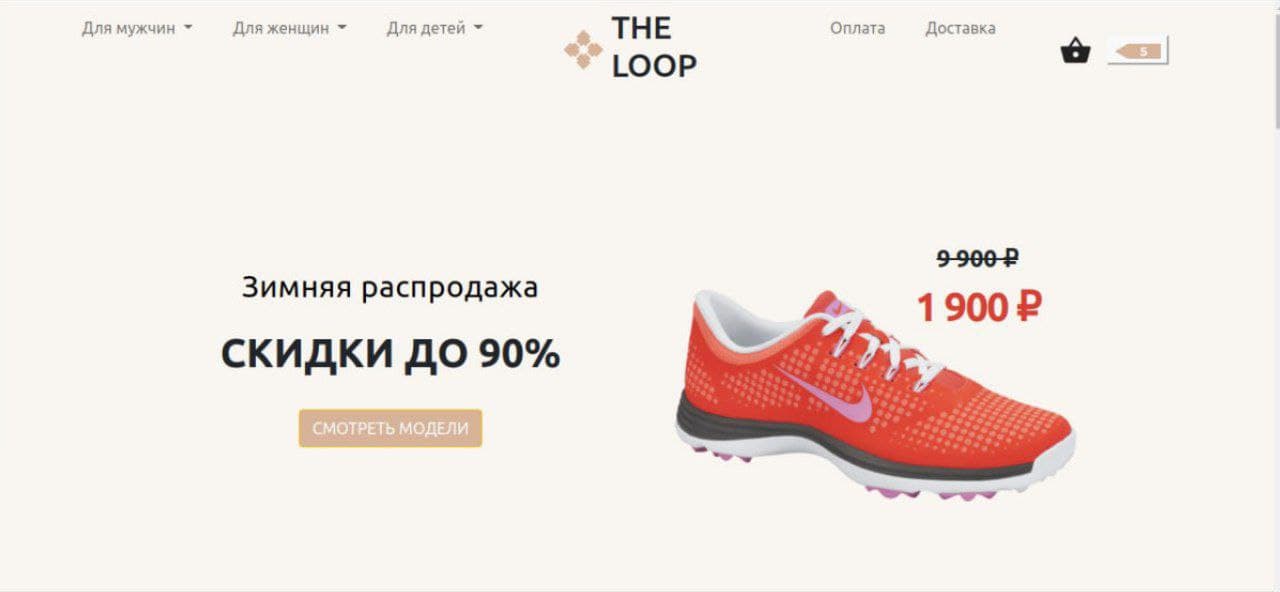 Для мужчин
Для женщин
Для детей
THE
LOOP
Оплата
Доставка
5
Зимняя распродажа
СКИДКИ ДО 90%
СМОТРЕТЬ МОДЕЛИ
9 900 ₽
1 900 ₽